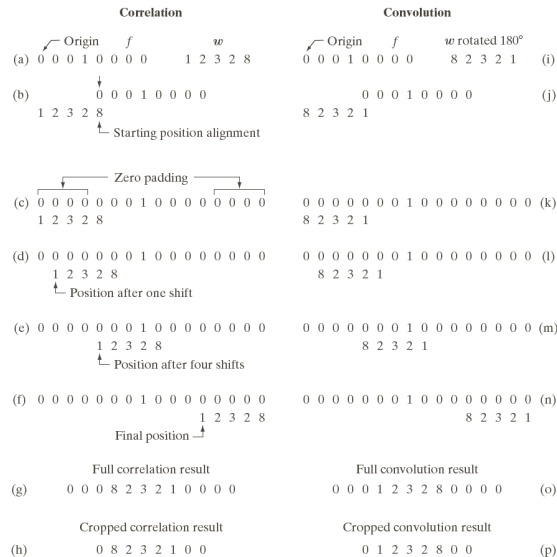 Correlation Convolution
Origin f w Origin f w rotated 180°
(a) 0 0 0 1 0 0 0 0 1 2 3 2 8 0 0 0 1 0 0 0 0 8 2 3 2 1 (i)
(b) 0 0 0 1 0 0 0 0 0 0 0 1 0 0 0 0 (j)
1 2 3 2 8 8 2 3 2 1
Starting position alignment
Zero padding
(c) 0 0 0 0 0 0 0 1 0 0 0 0 0 0 0 0 0 0 0 0 0 0 0 1 0 0 0 0 0 0 0 0 (k)
1 2 3 2 8 8 2 3 2 1
(d) 0 0 0 0 0 0 0 1 0 0 0 0 0 0 0 0 0 0 0 0 0 0 0 1 0 0 0 0 0 0 0 0 (l)
1 2 3 2 8 8 2 3 2 1
Position after one shift
(e) 0 0 0 0 0 0 0 1 0 0 0 0 0 0 0 0 0 0 0 0 0 0 0 1 0 0 0 0 0 0 0 0 (m)
1 2 3 2 8 8 2 3 2 1
Position after four shifts
(f) 0 0 0 0 0 0 0 1 0 0 0 0 0 0 0 0 0 0 0 0 0 0 0 1 0 0 0 0 0 0 0 0 (n)
1 2 3 2 8 8 2 3 2 1
Final position
Full correlation result Full convolution result
(g) 0 0 0 8 2 3 2 1 0 0 0 0 0 0 0 1 2 3 2 8 0 0 0 0 (o)
Cropped correlation result Cropped convolution result
(h) 0 8 2 3 2 1 0 0 0 1 2 3 2 8 0 0 (p)